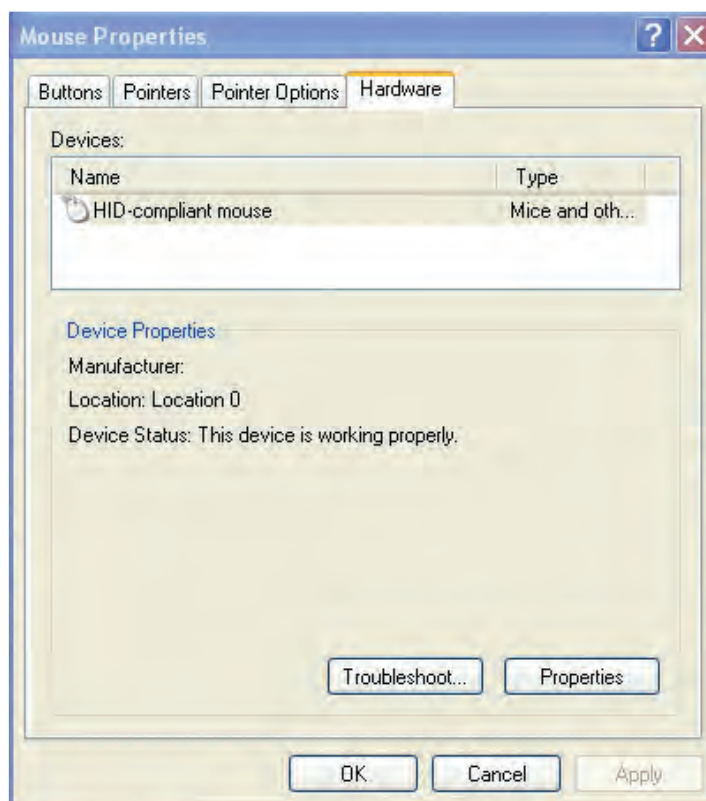 Mouse Properties
Buttons Pointers Pointer Options Hardware
Devices:
Name Type
HID-compliant mouse Mice and oth...
Device Properties
Manufacturer:
Location: Location 0
Device Status: This device is working properly.
Troubleshoot... Properties
OK Cancel Apply